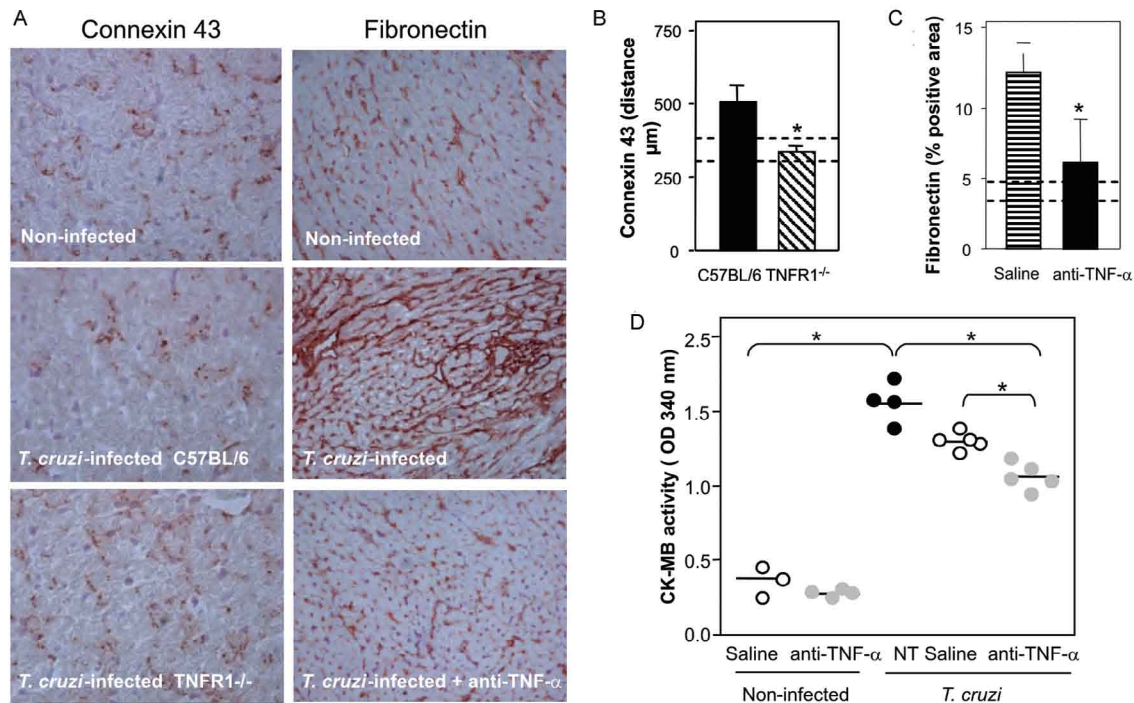 A
Connexin 43
Fibronectin
Non-infected
Non-infected
T. cruzi-infected C57BL/6
T. cruzi-infected
T. cruzi-infected TNFR1-/-
T. cruzi-infected + anti-TNF-α
B
Connexin 43 (distance
μm)
750
500
250
0
*
C57BL/6 TNFR1-/-
C
Fibronectin (% positive area)
15
10
5
0
*
Saline anti-TNF-α
D
CK-MB activity ( OD 340 nm)
2.5
1.5
1.0
0.5
0.0
* *
*
Saline anti-TNF-α NT Saline anti-TNF-α
Non-infected T. cruzi